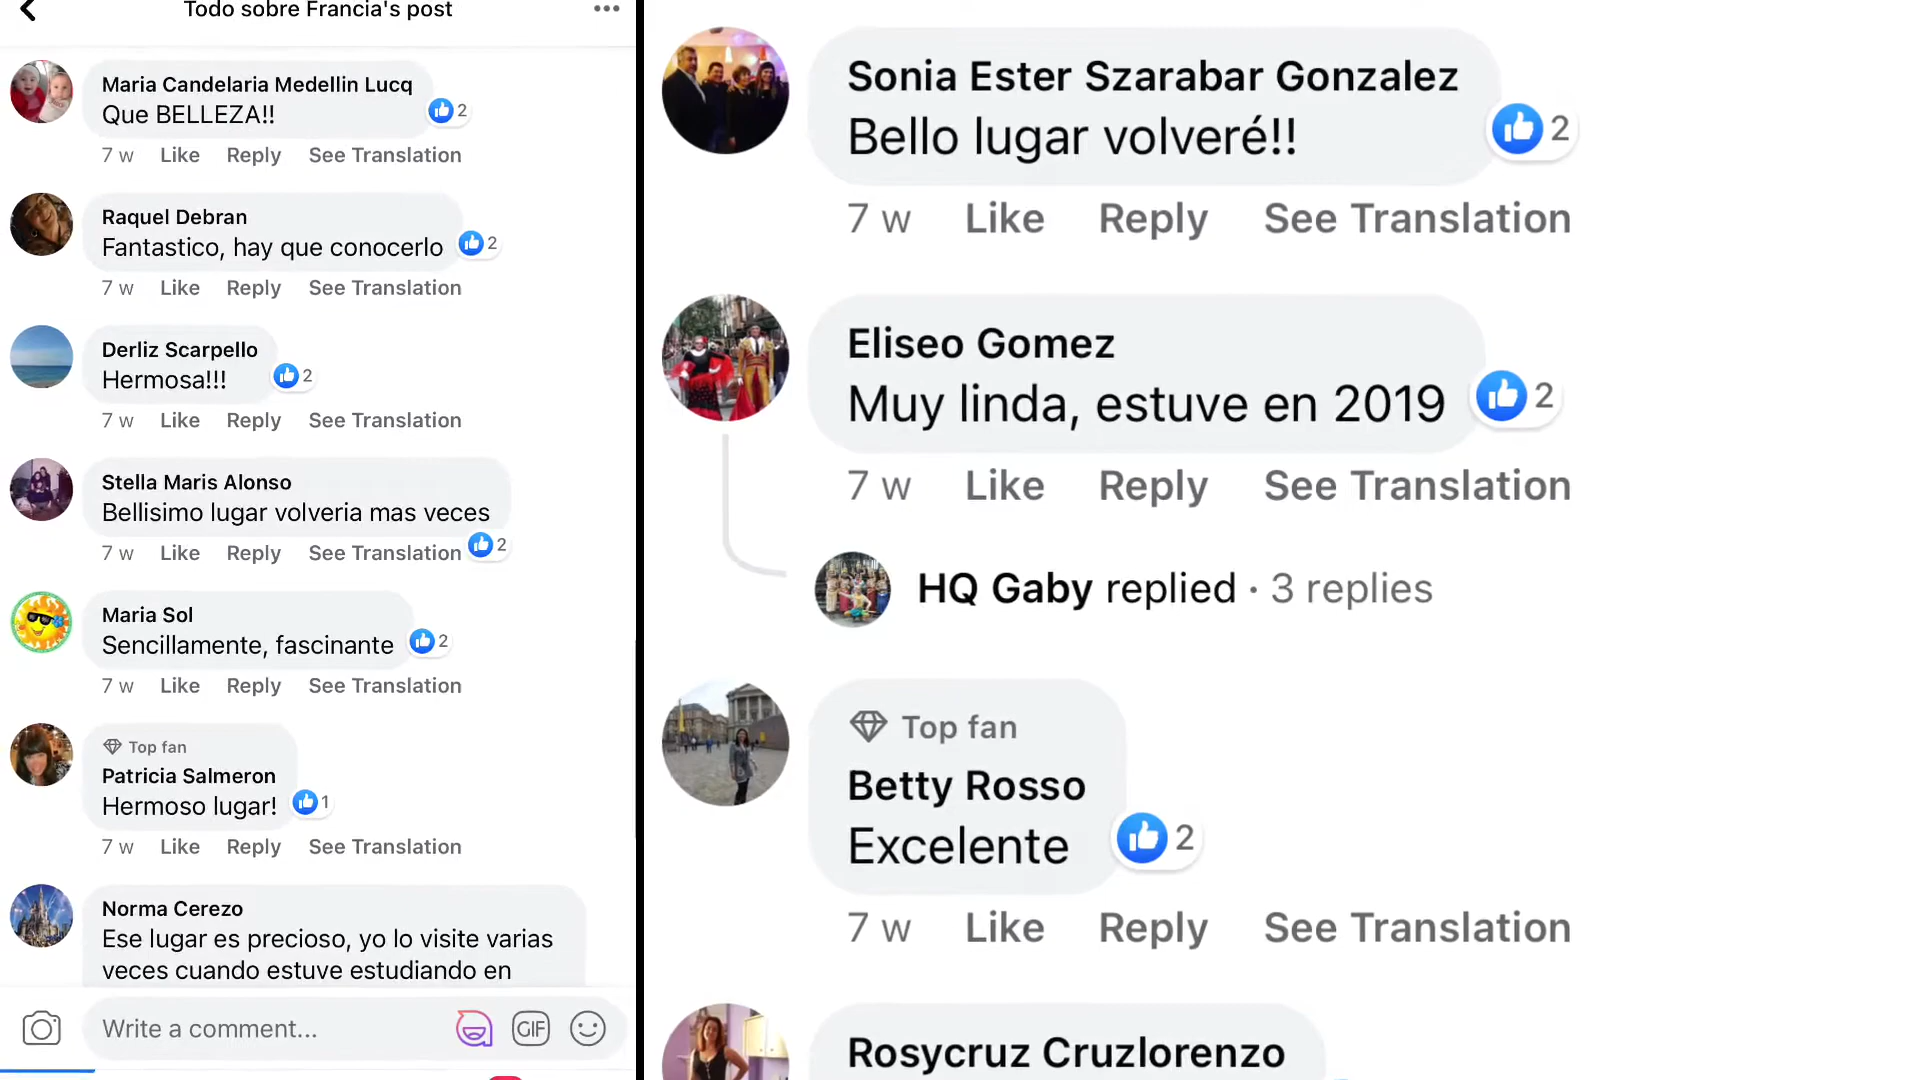 Todo sobre Francia's post
Maria Candelaria Medellin Lucq
Que BELLEZA!!
2
7 w Like Reply See Translation
Raquel Debran
Fantastico, hay que conocerlo
2
7 w Like Reply See Translation
Derliz Scarpello
Hermosa!!!
2
7 w Like Reply See Translation
Stella Maris Alonso
Bellisimo lugar volveria mas veces
7 w Like Reply See Translation 2
Maria Sol
Sencillamente, fascinante
2
7 w Like Reply See Translation
Top fan
Patricia Salmeron
Hermoso lugar!
1
7 w Like Reply See Translation
Norma Cerezo
Ese lugar es precioso, yo lo visite varias
veces cuando estuve estudiando en
Write a comment...
GIF
Sonia Ester Szarabar Gonzalez
Bello lugar volveré!!
2
7 w Like Reply See Translation
Eliseo Gomez
Muy linda, estuve en 2019
2
7 w Like Reply See Translation
HQ Gaby replied · 3 replies
Top fan
Betty Rosso
Excelente
2
7 w Like Reply See Translation
Rosycruz Cruzlorenzo